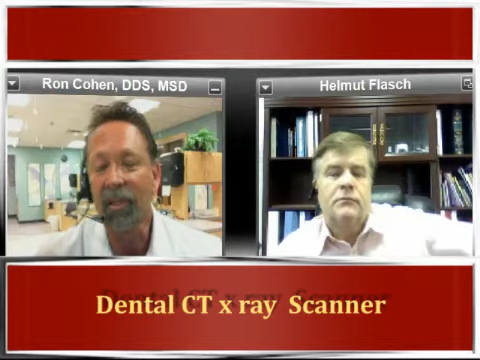 Ron Cohen, DDS, MSD
Helmut Flasch
Dental CT x ray Scanner